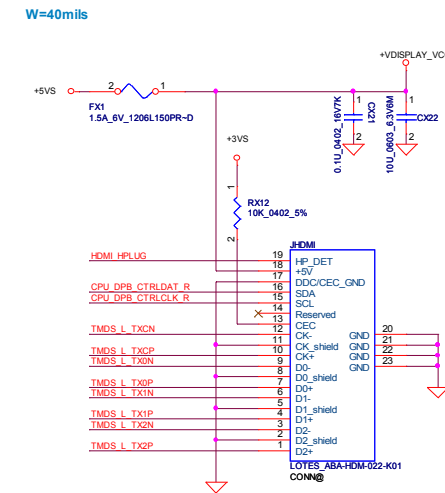 W=40mils
+VDISPLAY_VC
+5VS
2
1
FX1
1.5A_6V_1206L150PR~D
1
2
0.1U_0402_16V7K
CX21
1
2
10U_0603_6.3V6M
CX22
+3VS
1
2
RX12
10K_0402_5%
JHDMI
HDMI_HPLUG 19 HP_DET
18 +5V
17 DDC/CEC_GND
CPU_DPB_CTRLDAT_R 16 SDA
CPU_DPB_CTRLCLK_R 15 SCL
14 Reserved
13 CEC
TMDS_L_TXCN 12 CK- GND 20
11 CK_shield GND 21
TMDS_L_TXCP 10 CK+ GND 22
TMDS_L_TX0N 9 D0- GND 23
8 D0_shield
TMDS_L_TX0P 7 D0+
TMDS_L_TX1N 6 D1-
5 D1_shield
TMDS_L_TX1P 4 D1+
TMDS_L_TX2N 3 D2-
2 D2_shield
TMDS_L_TX2P 1 D2+
LOTES_ABA-HDM-022-K01
CONN@